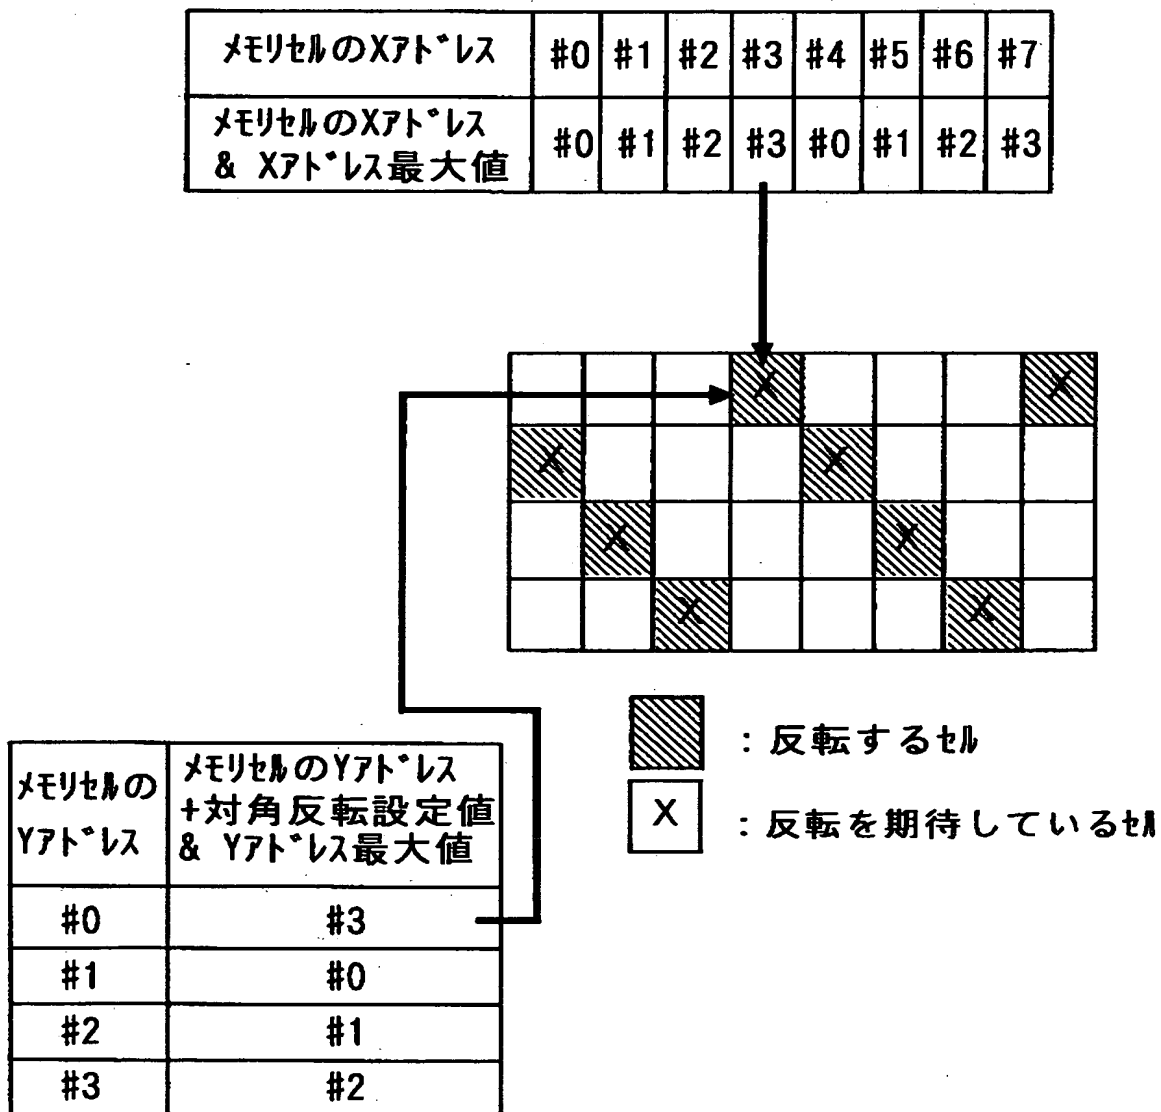 ﾒﾓﾘｾﾙのXｱﾄﾞﾚｽ #0 #1 #2 #3 #4 #5 #6 #7
ﾒﾓﾘｾﾙのXｱﾄﾞﾚｽ
& Xｱﾄﾞﾚｽ最大値 #0 #1 #2 #3 #0 #1 #2 #3
X X
X X
X X
X X
:反転するｾﾙ
X :反転を期待しているｾﾙ
ﾒﾓﾘｾﾙの
Yｱﾄﾞﾚｽ
ﾒﾓﾘｾﾙのYｱﾄﾞﾚｽ
+対角反転設定値
& Yｱﾄﾞﾚｽ最大値
#0 #3
#1 #0
#2 #1
#3 #2